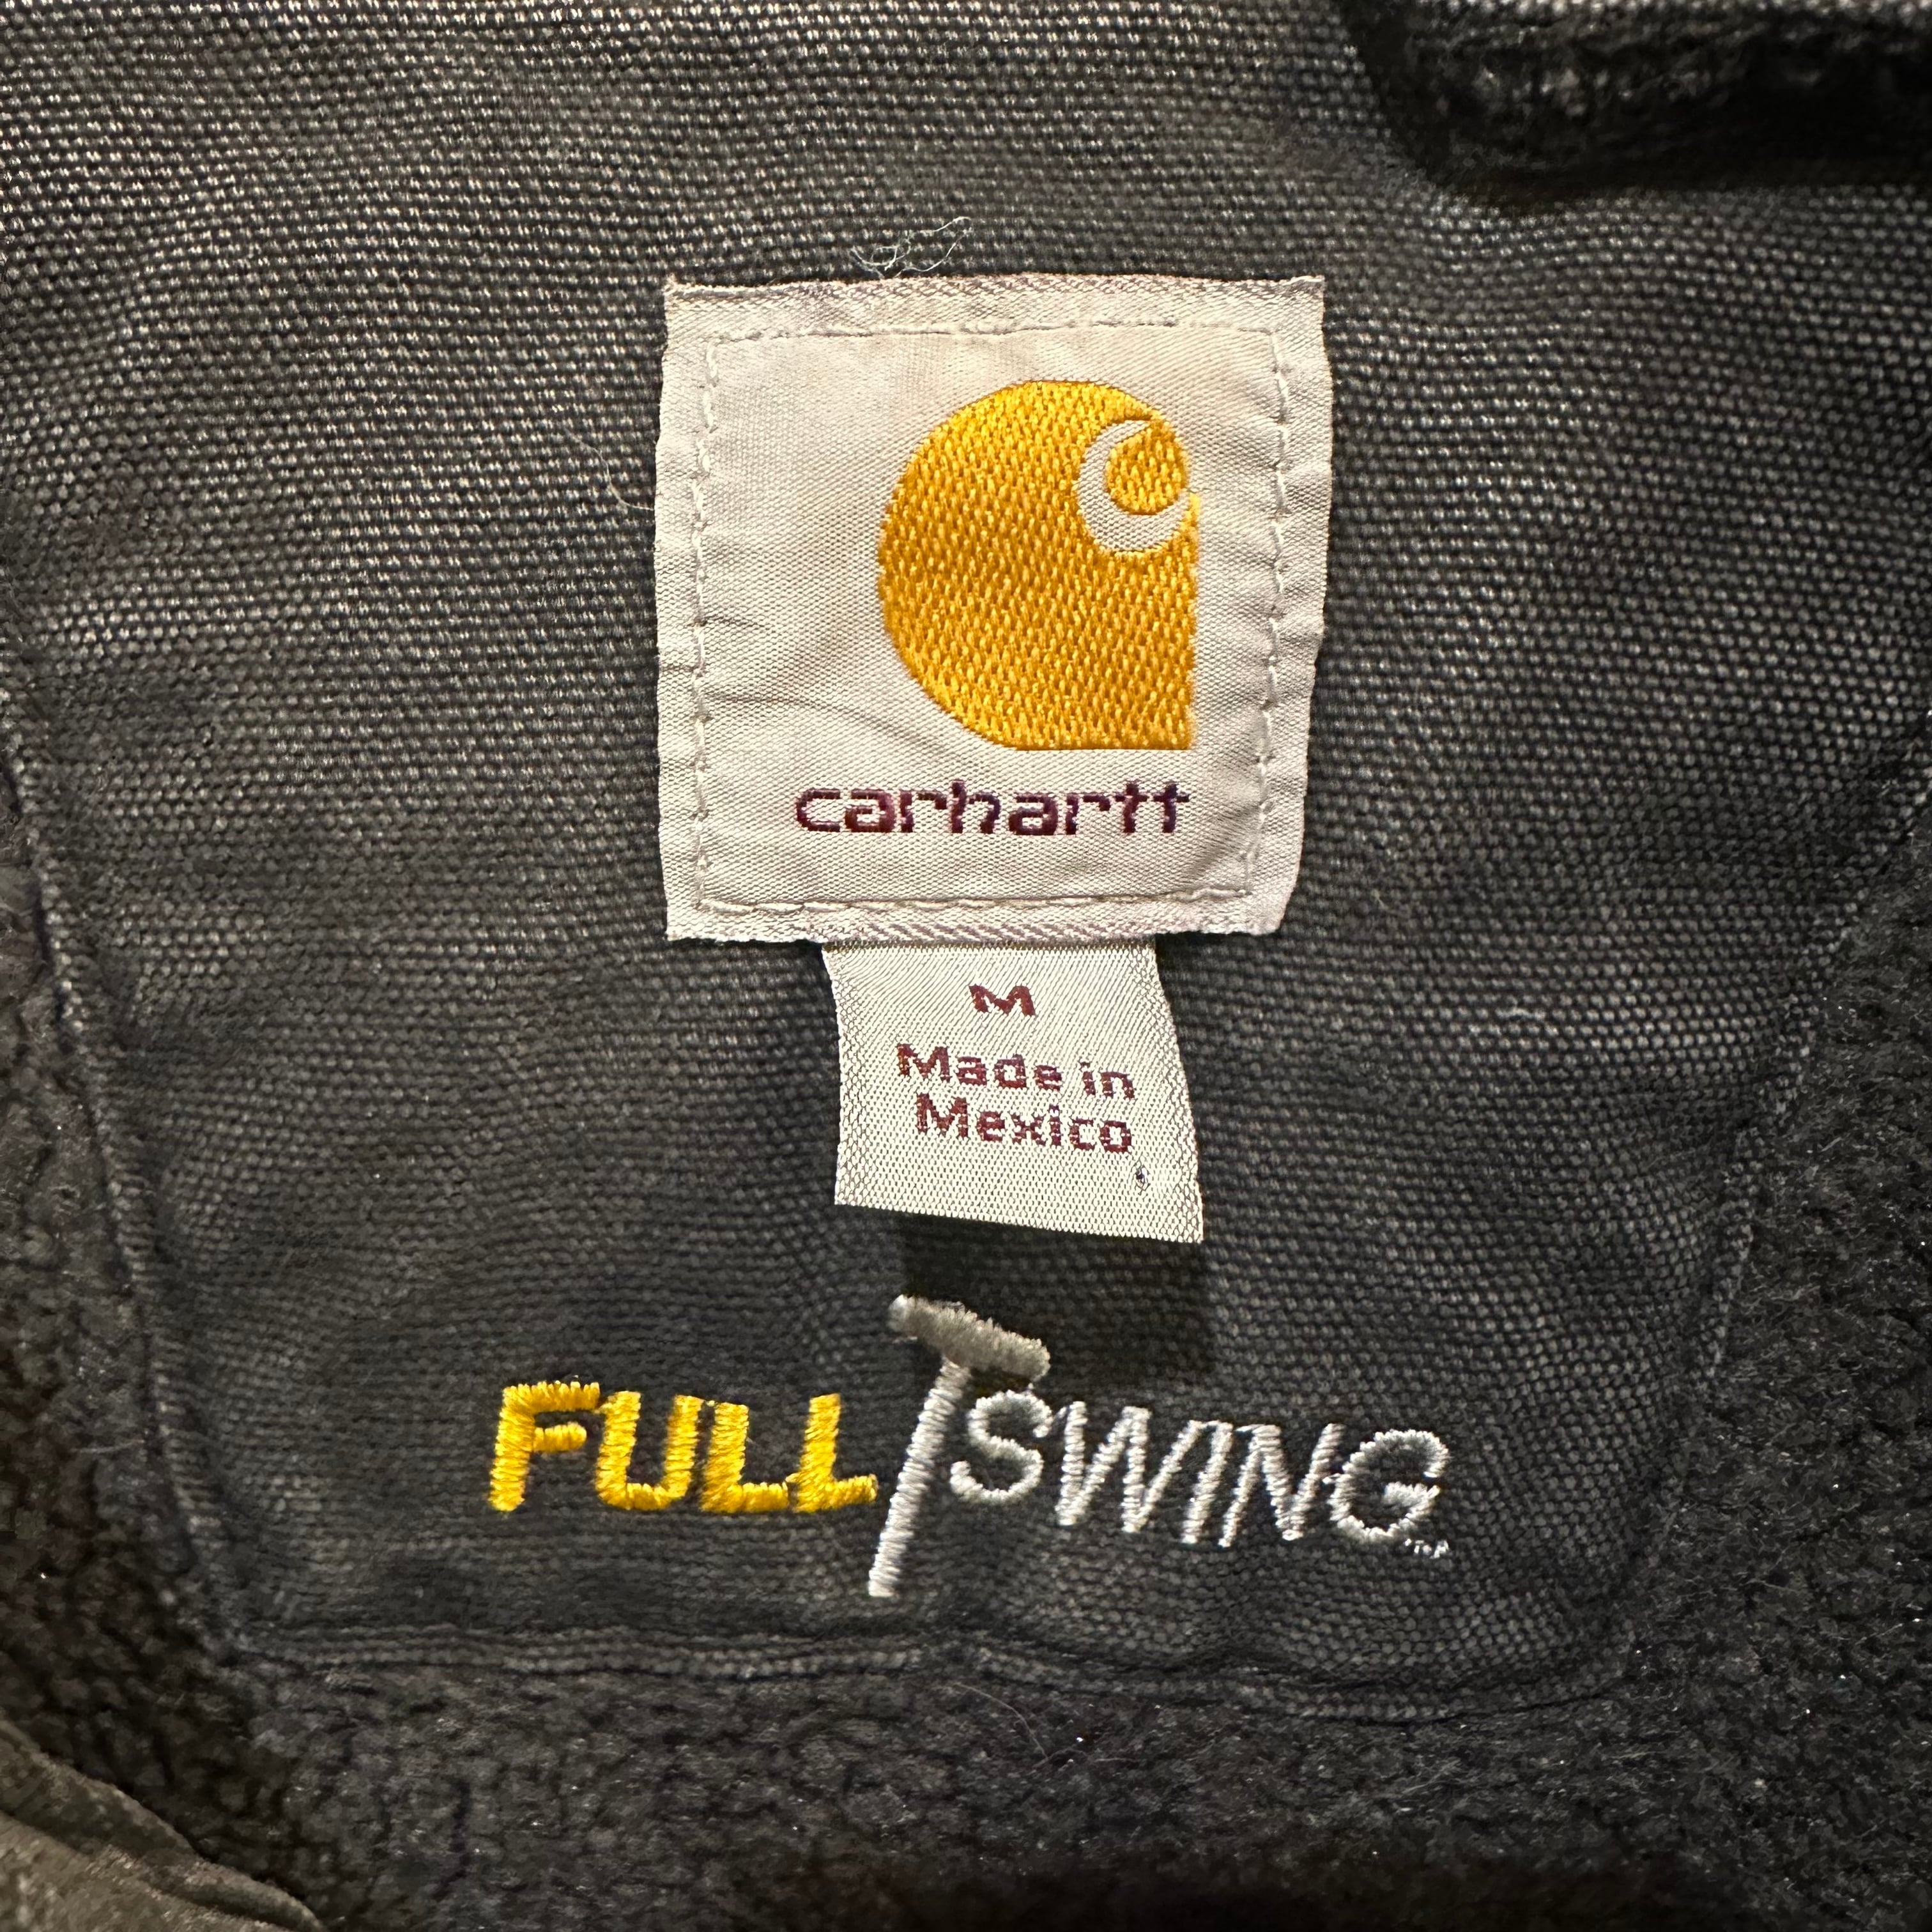 carhartt
M
Made in
Mexico
FULL SWING